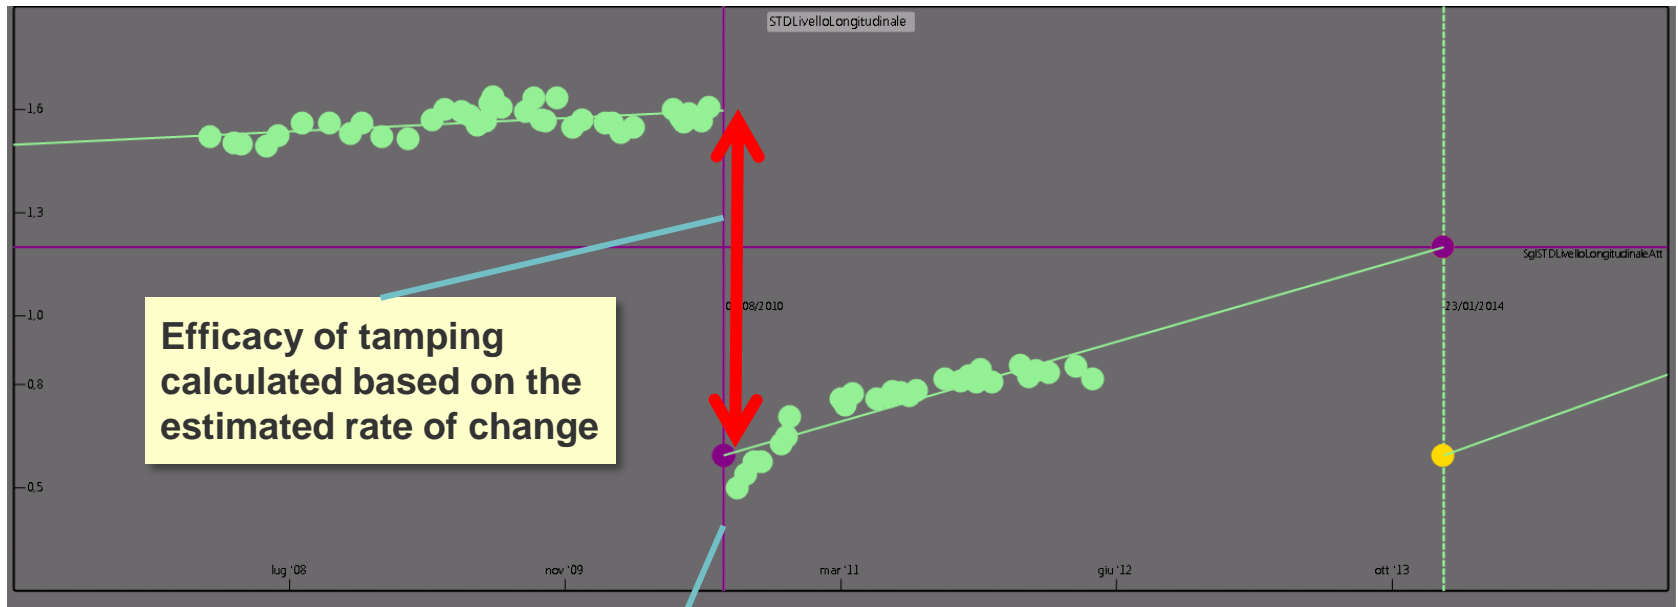 STDLivelloLongitudinale
1,6
1,3
SglSTDLivelloLongitudinaleAtt
08/2010
23/01/2014
1,0
Efficacy of tamping
calculated based on the
estimated rate of change
0,8
0,5
lug '08
nov '09
mar '11
giu '12
ott '13